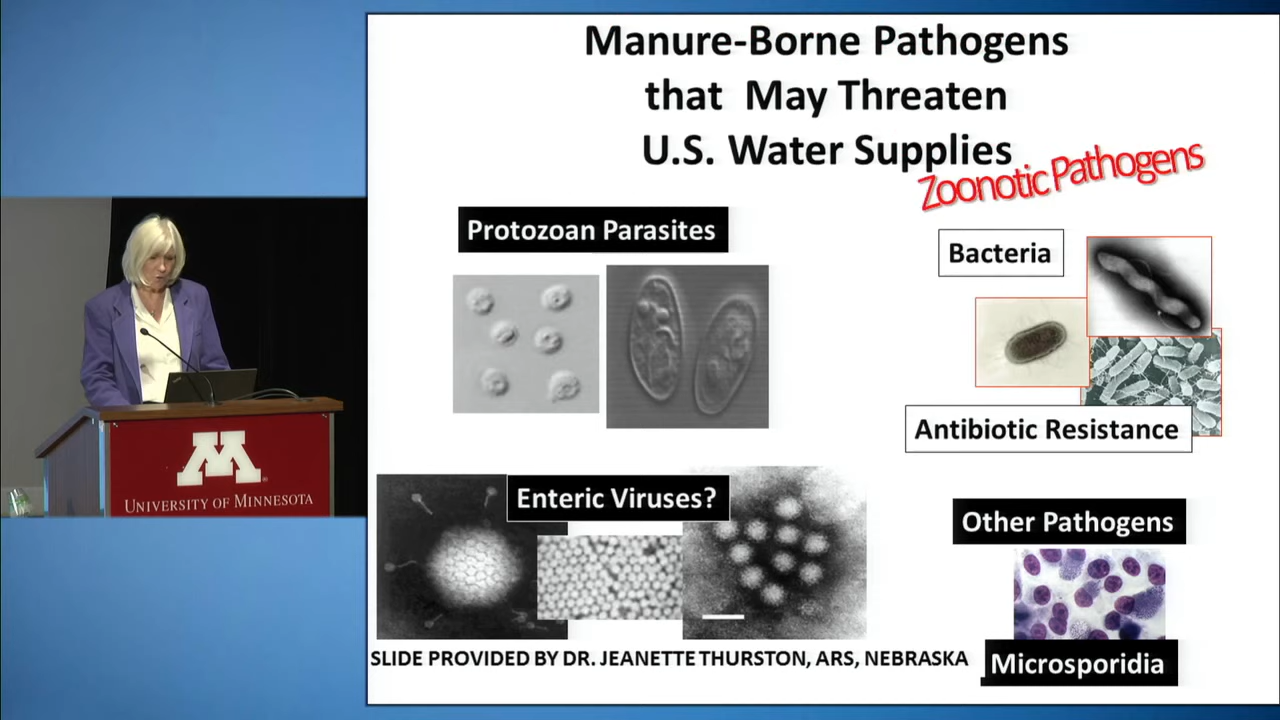 Manure-Borne Pathogens
that May Threaten
U.S. Water Supplies
Zoonotic Pathogens
Protozoan Parasites
Bacteria
Antibiotic Resistance
Enteric Viruses?
Other Pathogens
Microsporidia
SLIDE PROVIDED BY DR. JEANETTE THURSTON, ARS, NEBRASKA
M
UNIVERSITY OF MINNESOTA